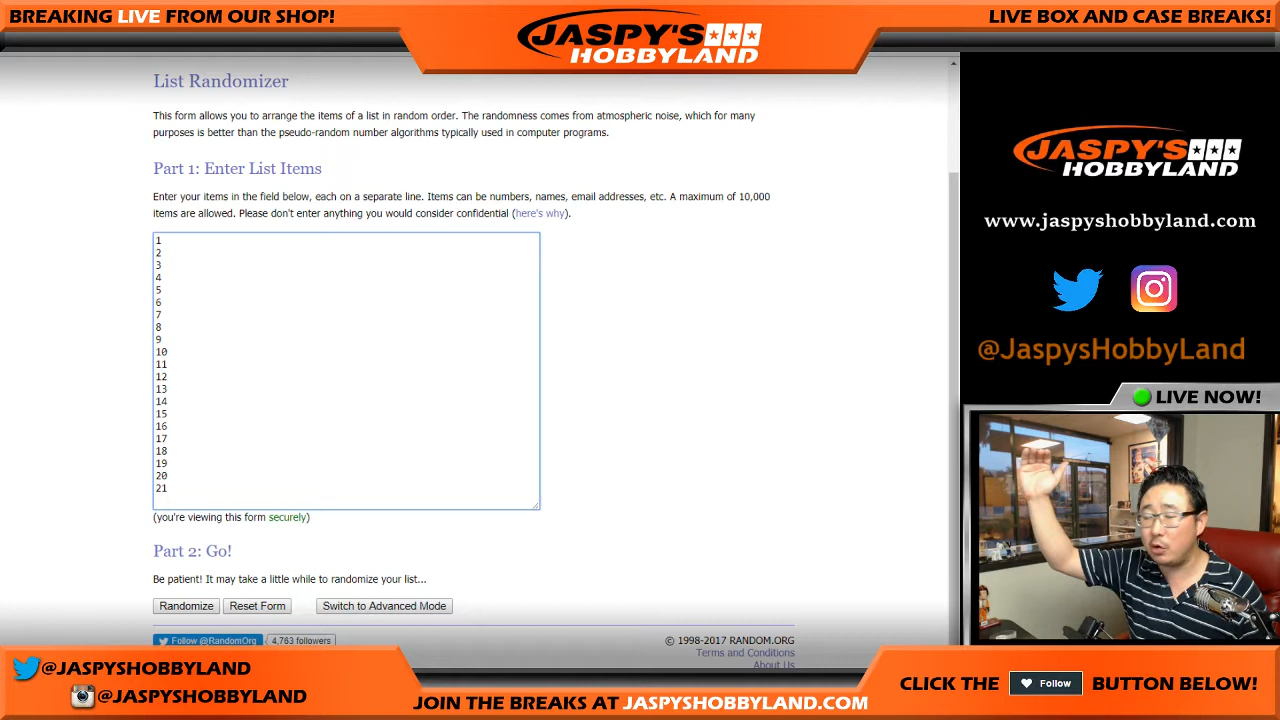 BREAKING LIVE FROM OUR SHOP!
JASPY'S
HOBBYLAND
LIVE BOX AND CASE BREAKS!
List Randomizer
This form allows you to arrange the items of a list in random order. The randomness comes from atmospheric noise, which for many
purposes is better than the pseudo-random number algorithms typically used in computer programs.
Part 1: Enter List Items
Enter your items in the field below, each on a separate line. Items can be numbers, names, email addresses, etc. A maximum of 10,000
items are allowed. Please don't enter anything you would consider confidential (here's why).
1
2
3
4
5
6
7
8
9
10
11
12
13
14
15
16
17
18
19
20
21
(you're viewing this form securely)
Part 2: Go!
Be patient! It may take a little while to randomize your list...
Randomize Reset Form Switch to Advanced Mode
Follow @RandomOrg 4,763 followers
© 1998-2017 RANDOM.ORG
Terms and Conditions
About Us
JASPY'S
HOBBYLAND
www.jaspyshobbyland.com
@JaspysHobbyLand
LIVE NOW!
@JASPYSHOBBYLAND
@JASPYSHOBBYLAND
JOIN THE BREAKS AT JASPYSHOBBYLAND.COM
CLICK THE Follow BUTTON BELOW!